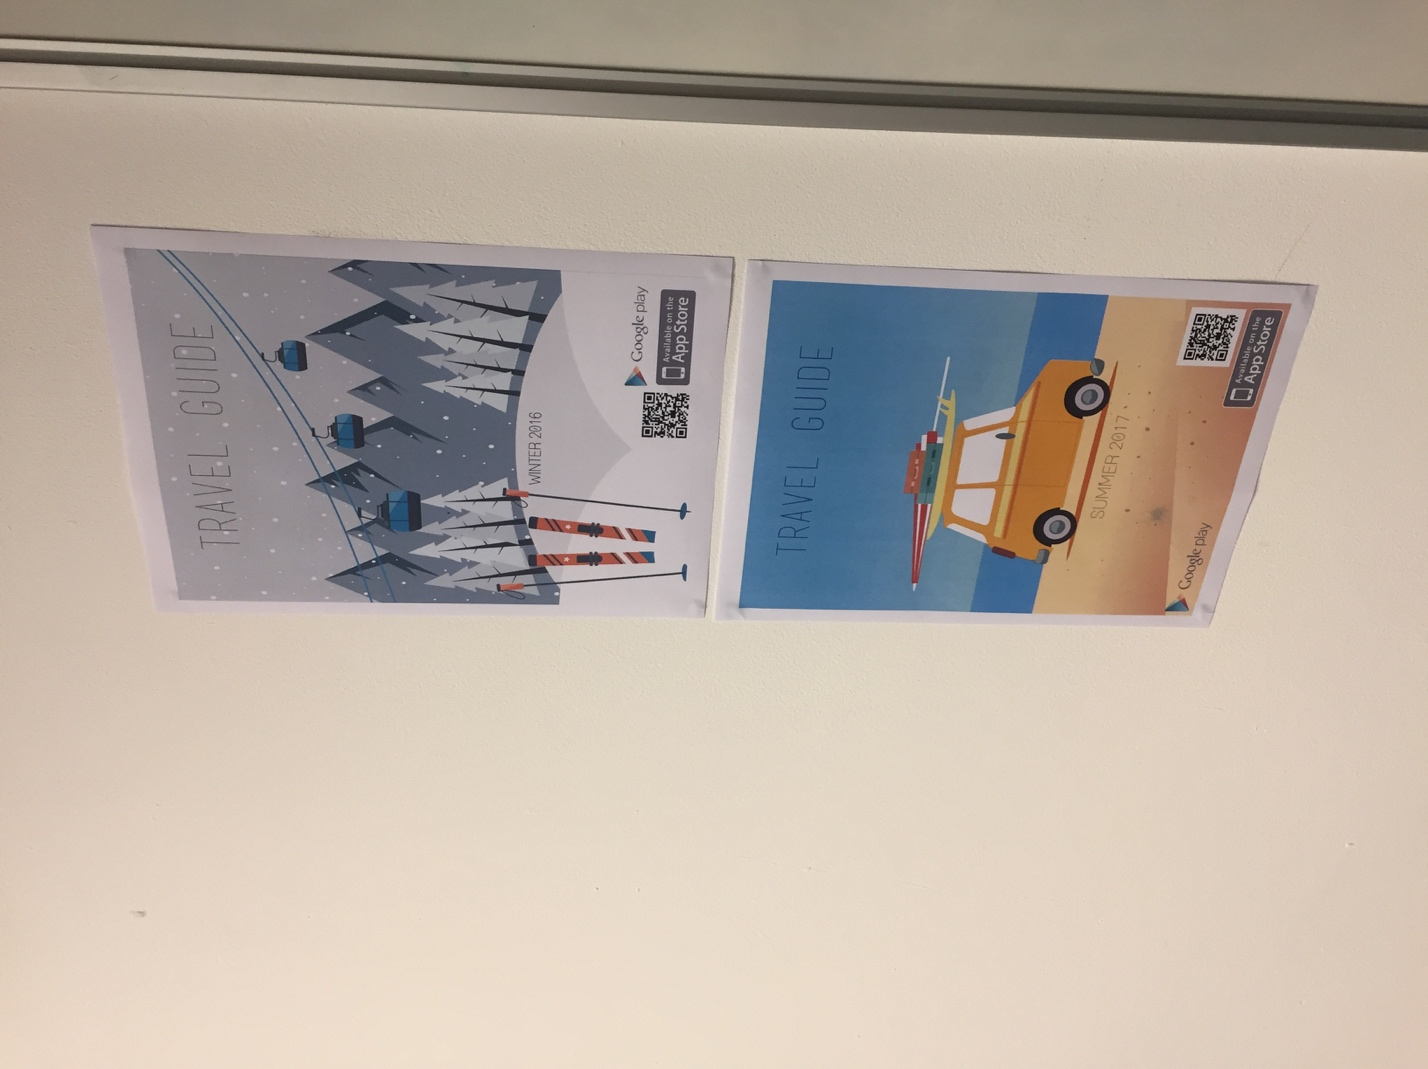 TRAVEL GUIDE
WINTER 2016
Google play
Available on the
App Store
TRAVEL GUIDE
SUMMER 2017
Google play
Available on the
App Store